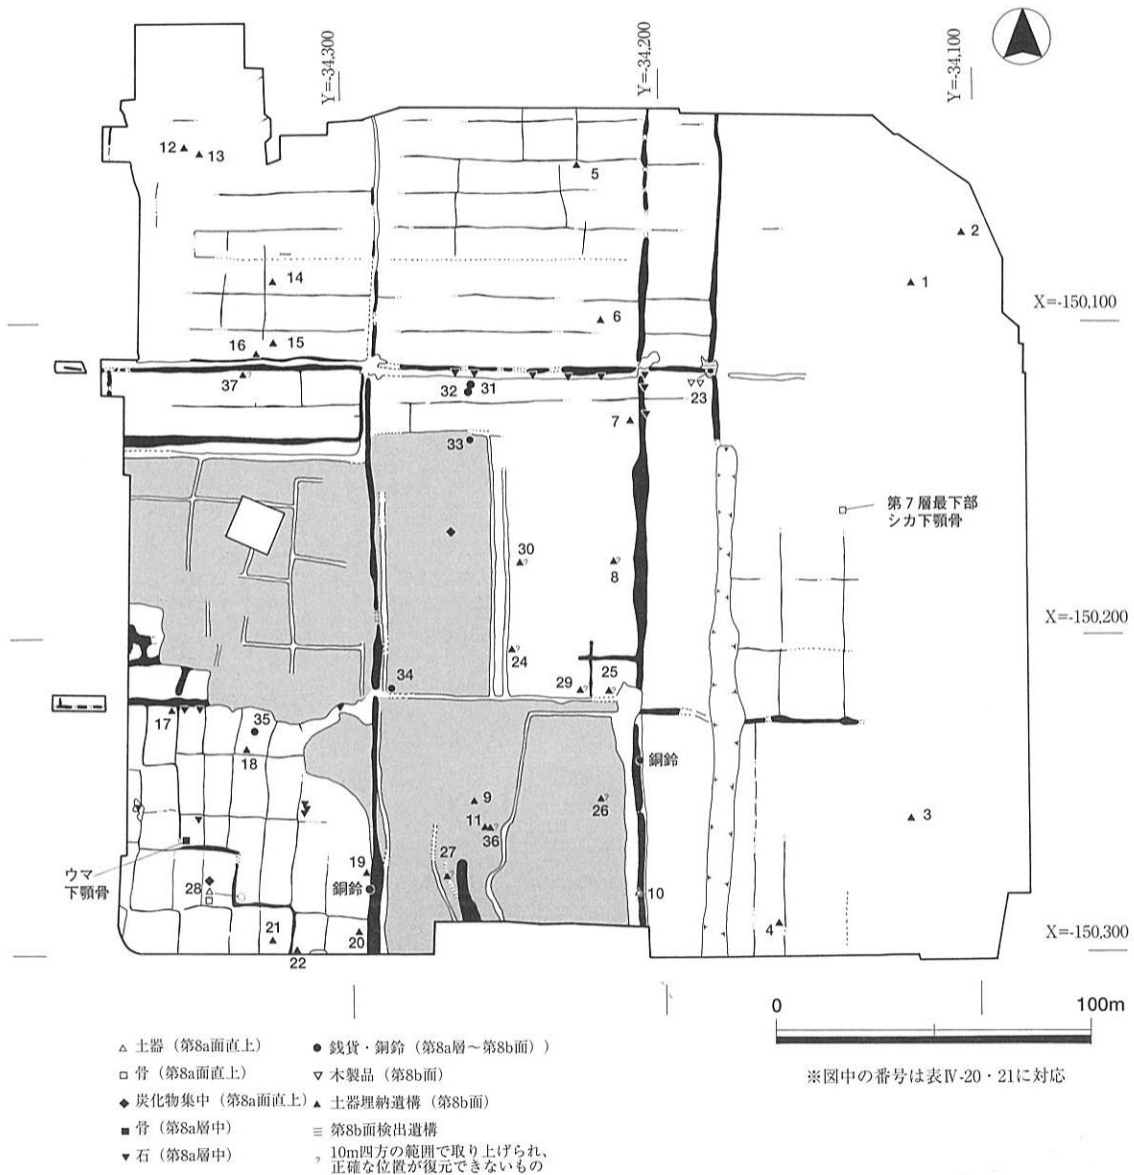 Y=-34,300
Y=-34,200
Y=-34,100
12
13
5
2
14
1
X=-150,100
6
16
15
37
?
32
31
23
7
33
第7層最下部
シカ下顎骨
30
?
8
?
X=-150,200
24
?
29
?
25
?
34
17
35
18
銅鈴
9
11
36
?
26
?
3
ウマ
下顎骨
19
銅鈴
27
?
28
10
21
20
22
4
X=-150,300
0
100m
△ 土器（第8a面直上）
□ 骨（第8a面直上）
◆ 炭化物集中（第8a面直上）
■ 骨（第8a層中）
▼ 石（第8a層中）
● 銭貨・銅鈴（第8a層～第8b面））
▽ 木製品（第8b面）
▲ 土器埋納遺構（第8b面）
三 第8b面検出遺構
? 10m四方の範囲で取り上げられ、
正確な位置が復元できないもの
※図中の番号は表Ⅳ-20・21に対応